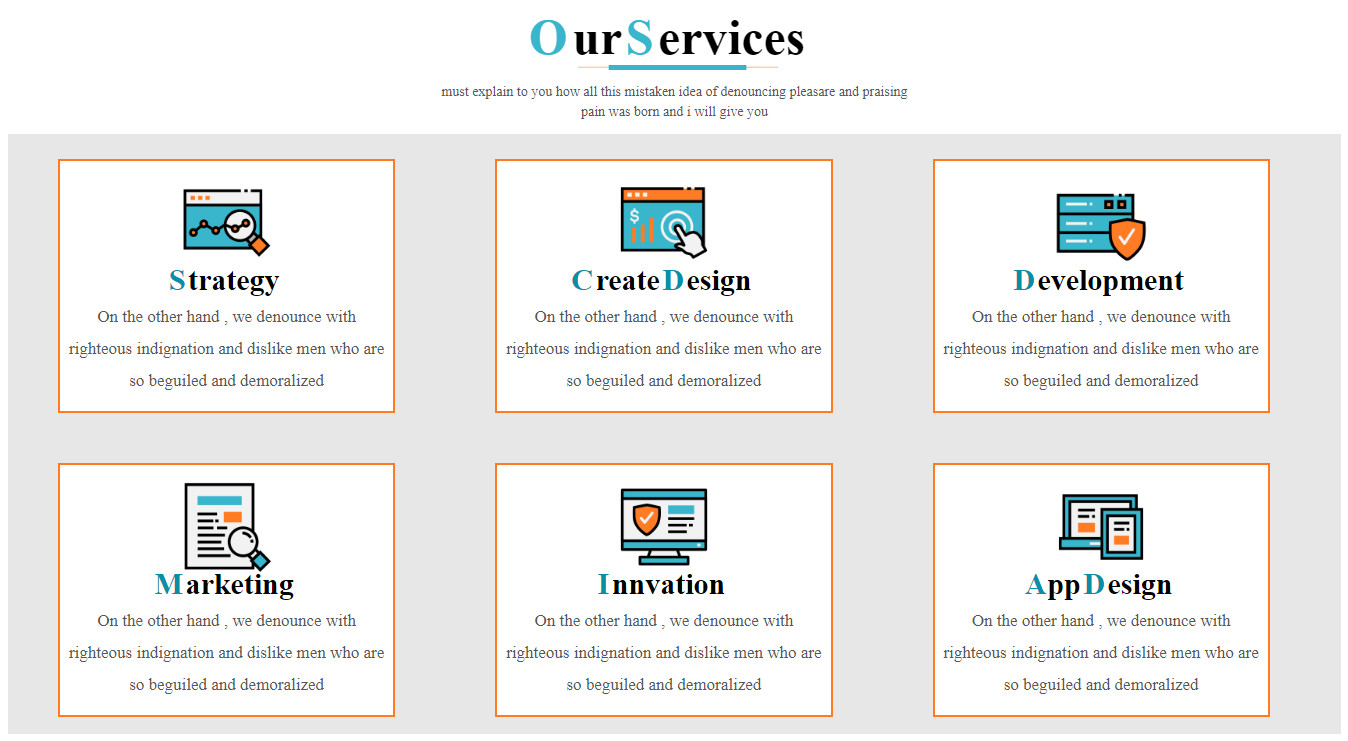 Our Services
must explain to you how all this mistaken idea of denouncing pleasare and praising
pain was born and i will give you
Strategy
On the other hand , we denounce with
righteous indignation and dislike men who are
so beguiled and demoralized
Create Design
On the other hand , we denounce with
righteous indignation and dislike men who are
so beguiled and demoralized
Development
On the other hand , we denounce with
righteous indignation and dislike men who are
so beguiled and demoralized
Marketing
On the other hand , we denounce with
righteous indignation and dislike men who are
so beguiled and demoralized
Innvation
On the other hand , we denounce with
righteous indignation and dislike men who are
so beguiled and demoralized
App Design
On the other hand , we denounce with
righteous indignation and dislike men who are
so beguiled and demoralized